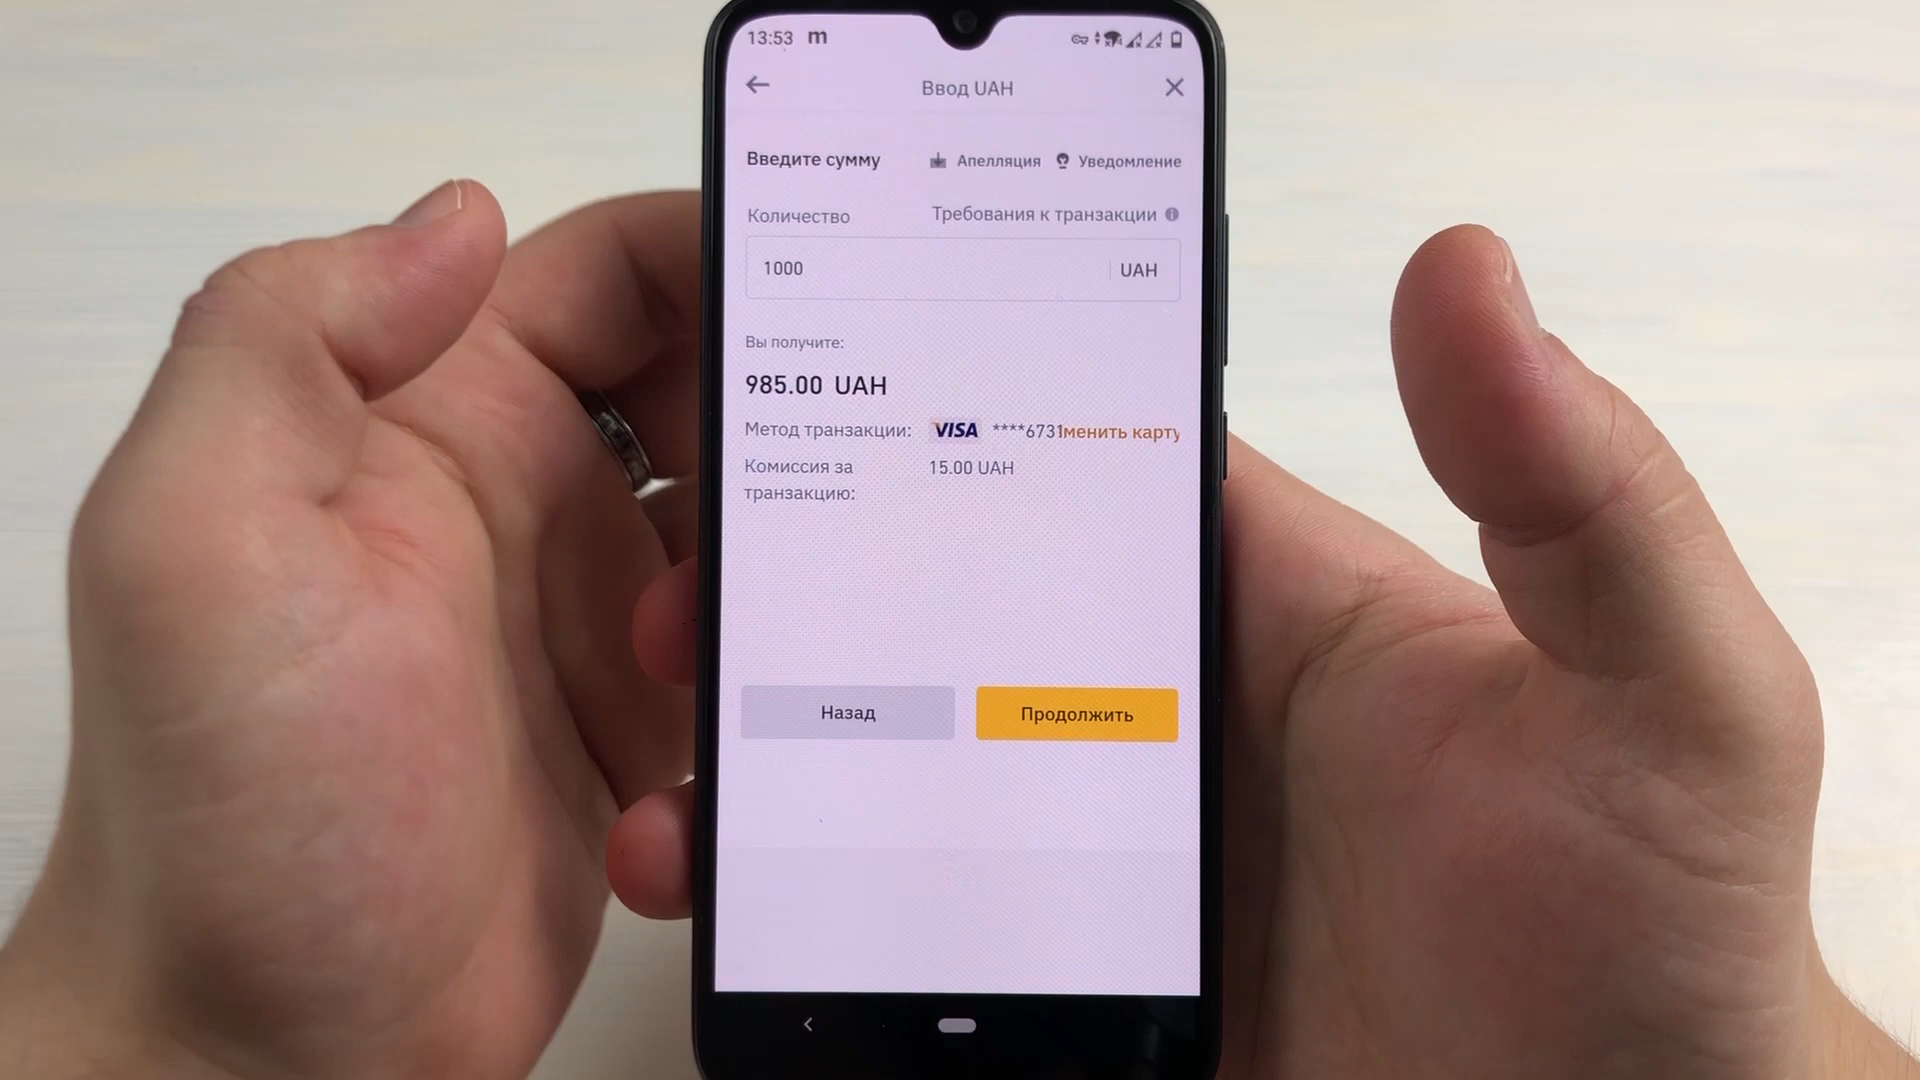 13:53 m
Ввод UAH
Введите сумму Апелляция Уведомление
Количество Требования к транзакции
1000 UAH
Вы получите:
985.00 UAH
Метод транзакции: VISA ****6731менить карту
Комиссия за 15.00 UAH
транзакцию:
Назад Продолжить